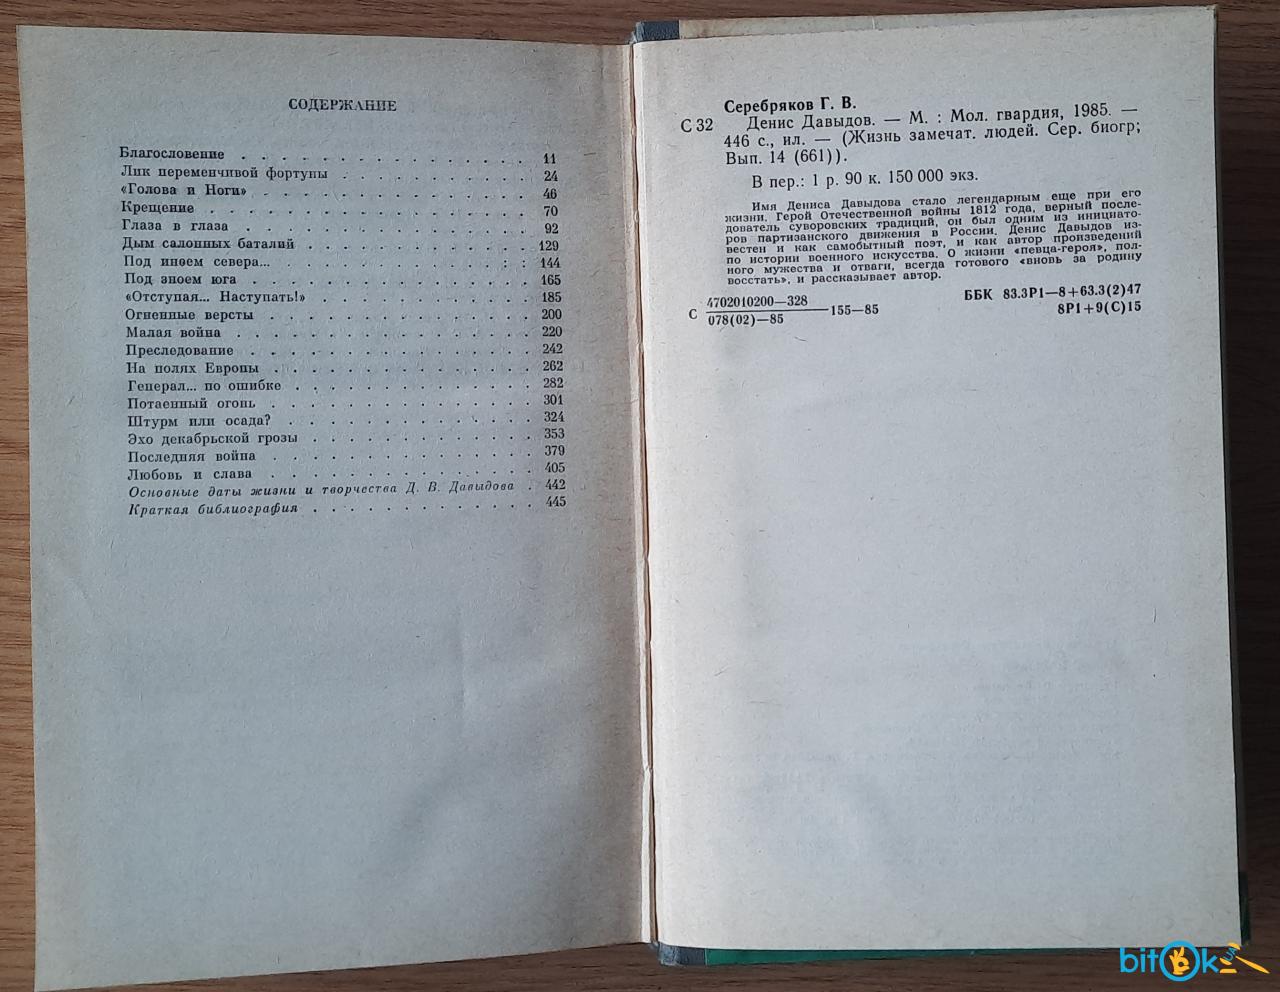 СОДЕРЖАНИЕ
Благословение . . . . . . . . . . . . . . . . 11
Лик переменчивой фортуны . . . . . . . . . . 24
«Голова и Ноги» . . . . . . . . . . . . . . . 46
Крещение . . . . . . . . . . . . . . . . . . 70
Глаза в глаза . . . . . . . . . . . . . . . . 92
Дым салонных баталий . . . . . . . . . . . . 129
Под инеем севера... . . . . . . . . . . . : : 144
Под зноем юга . . . . . . . . . . . . . . . . 165
«Отступая... Наступать!» . . . . . . . . . . . 185
Огненные версты . . . . . . . . . . . . . . . 200
Малая война . . . . . . . . . . . . . . . . . 220
Преследование . . . . . . . . . . . . . . . . 242
На полях Европы . . . . . . . . . . . . . . . 262
Генерал... по ошибке . . . . . . . . . . . . . 282
Потаенный огонь . . . . . . . . . . . . . . . 301
Штурм или осада? . . . . . . . . . . . . . . 324
Эхо декабрьской грозы . . . . . . . . . . . . 353
Последняя война . . . . . . . . . . . . . . . 379
Любовь и слава . . . . . . . . . . . . . . . 405
Основные даты жизни и творчества Д. В. Давыдова . 442
Краткая библиография . . . . . . . . . . . . 445
Серебряков Г. В.
С 32 Денис Давыдов. — М. : Мол. гвардия, 1985. —
446 с., ил. — (Жизнь замечат. людей. Сер. биогр;
Вып. 14 (661)).
В пер.: 1 р. 90 к. 150 000 экз.
Имя Дениса Давыдова стало легендарным еще при его
жизни. Герой Отечественной войны 1812 года, верный после-
дователь суворовских традиций, он был одним из инициато-
ров партизанского движения в России. Денис Давыдов из-
вестен и как самобытный поэт, и как автор произведений
по истории военного искусства. О жизни «певца-героя», пол-
ного мужества и отваги, всегда готового «вновь за родину
восстать», и рассказывает автор.
С 4702010200—328
078(02)—85 155—85
ББК 83.3Р1—8+63.3(2)47
8Р1+9(С)15
bitok.ua